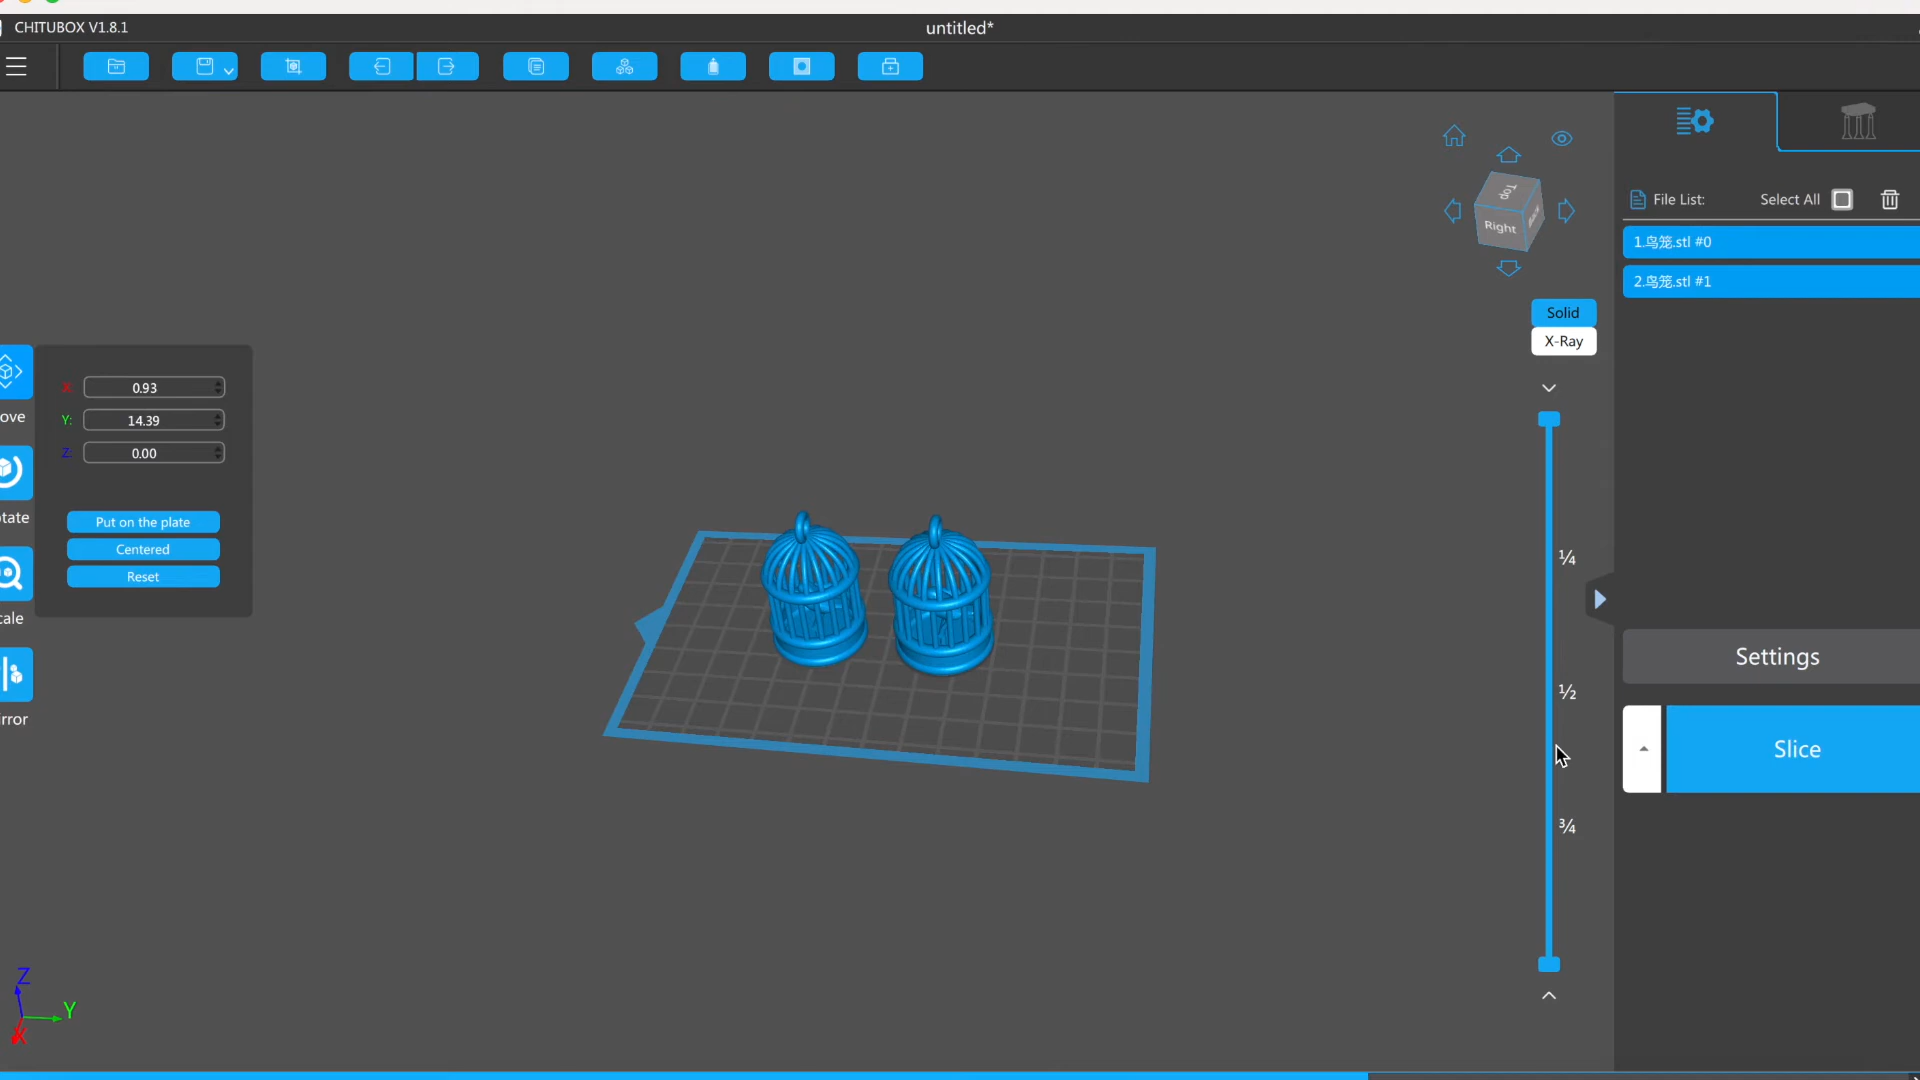 CHITUBOX V1.8.1
untitled*
Top
Right
File List:
Select All
1.鸟笼.stl #0
2.鸟笼.stl #1
Solid
X-Ray
ove
X: 0.93
Y: 14.39
Z: 0.00
tate
Put on the plate
Centered
Reset
cale
irror
¼
½
¾
Settings
Slice
Z
Y
X